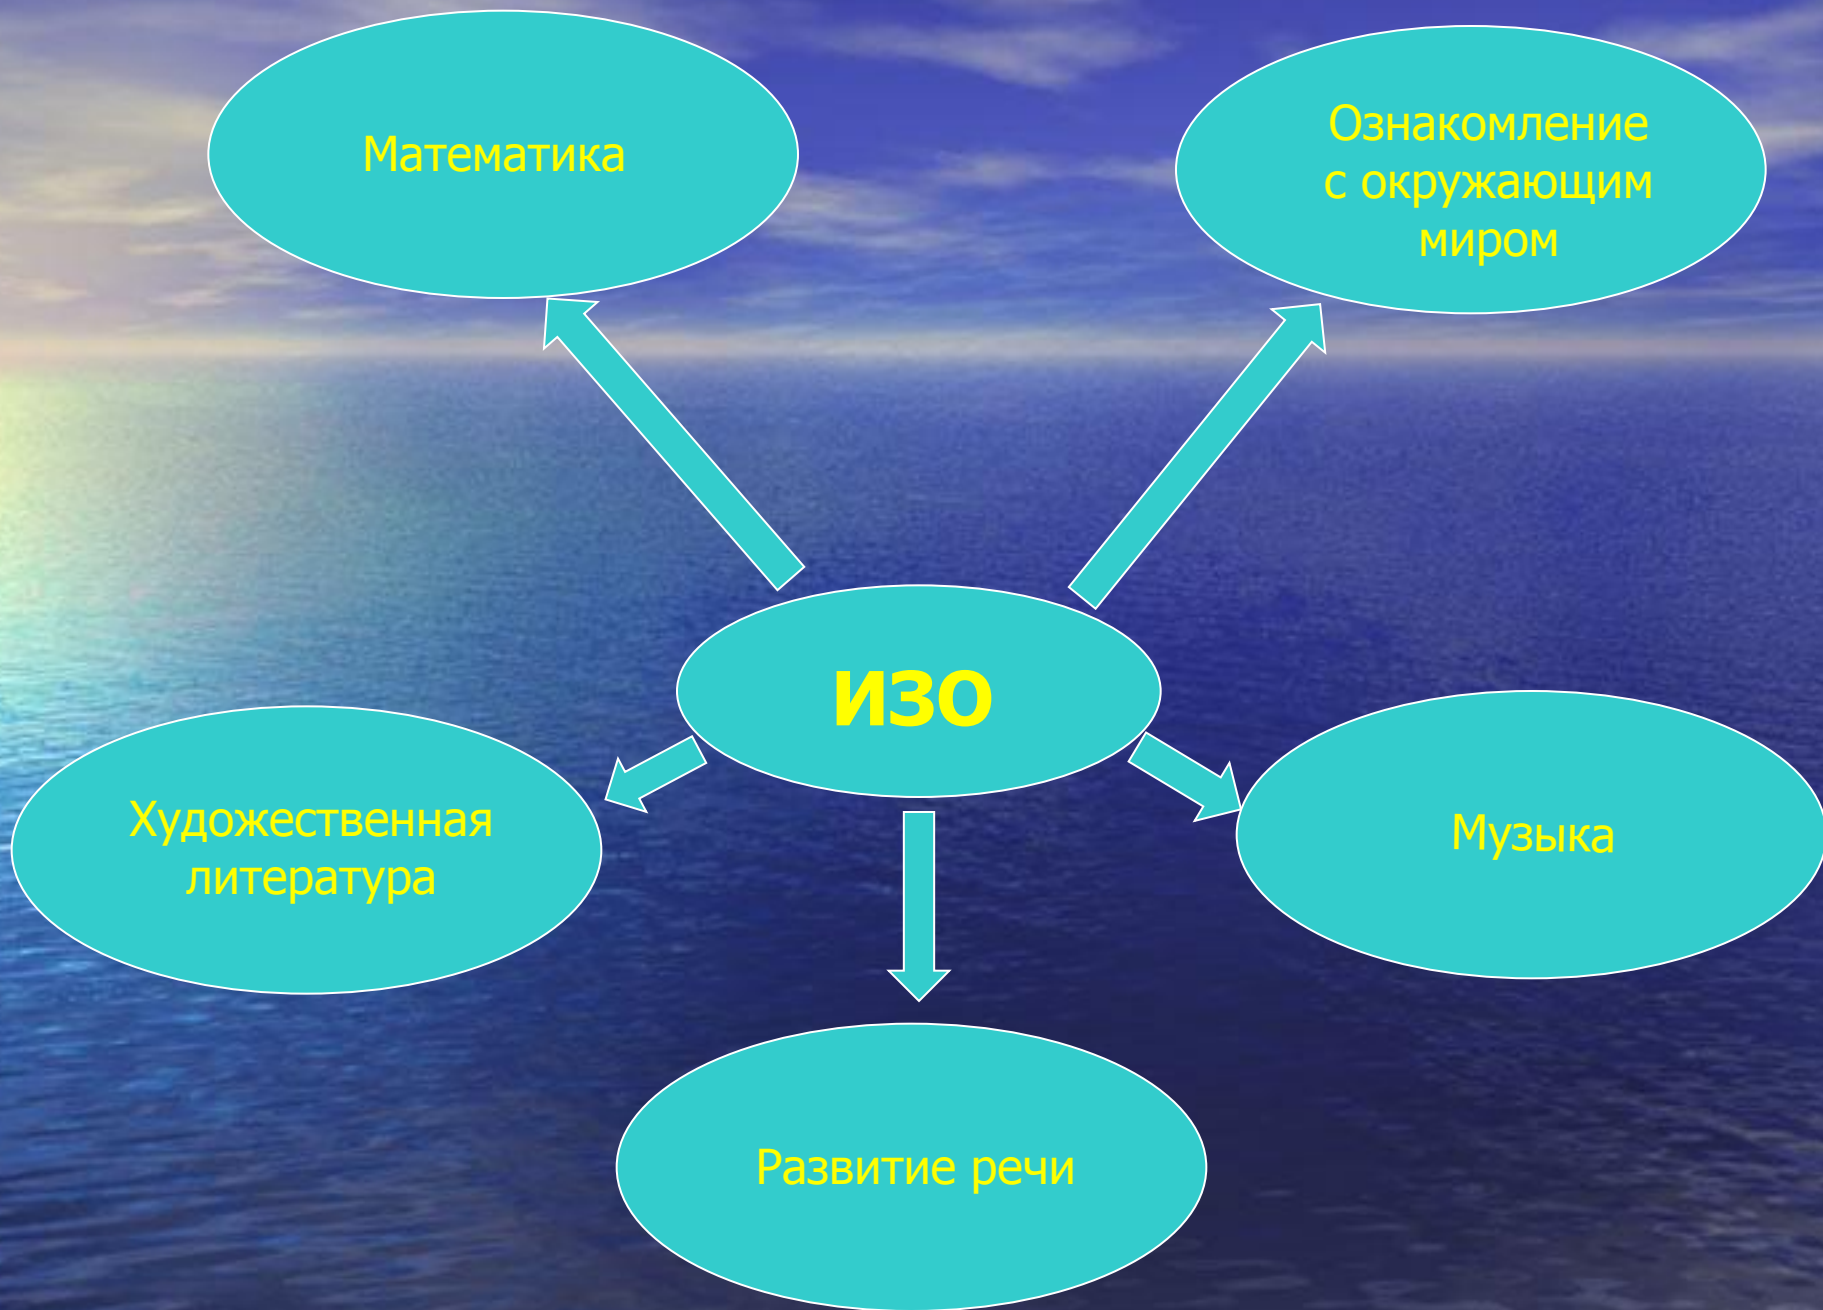 Математика
Ознакомление
с окружающим
миром
ИЗО
Художественная
литература
Музыка
Развитие речи